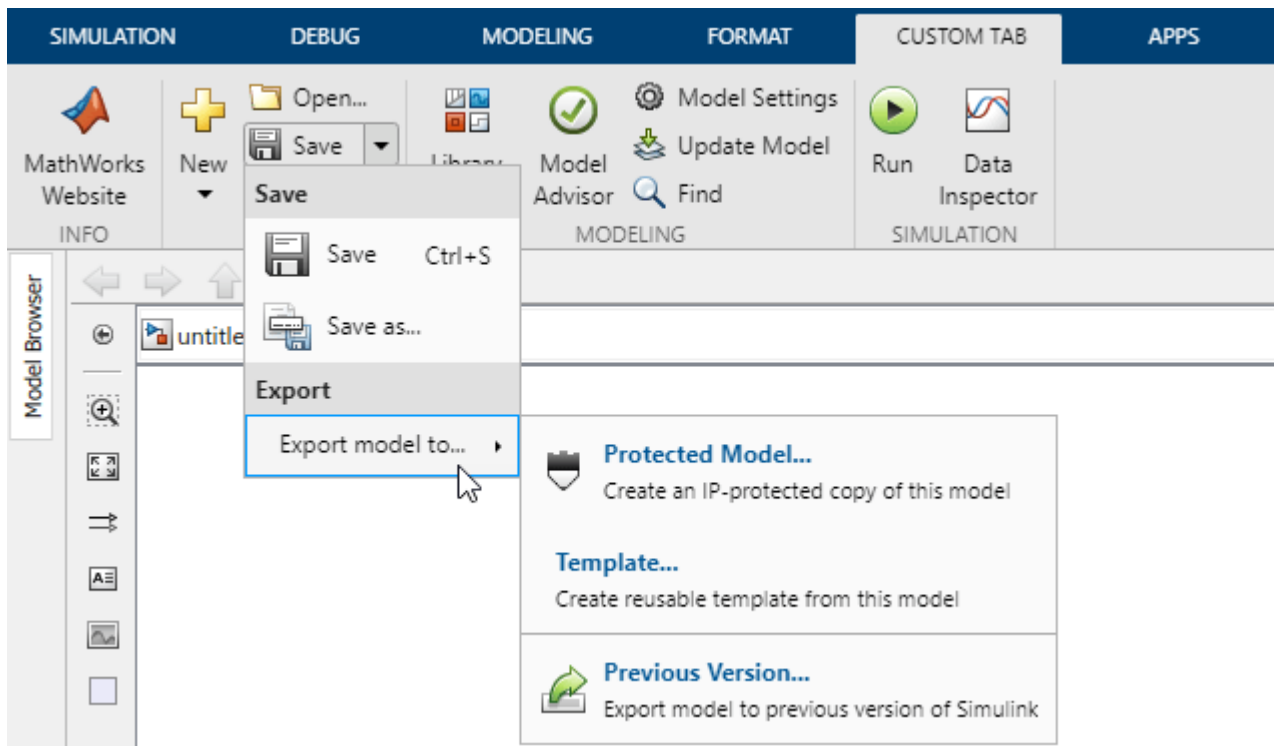 SIMULATION DEBUG MODELING FORMAT CUSTOM TAB APPS
Open... Model Settings
Save Update Model
MathWorks New Library Model Run Data
Website Advisor Find Inspector
INFO MODELING SIMULATION
Save
Save Ctrl+S
Save as...
Export
Export model to...
Protected Model...
Create an IP-protected copy of this model
Template...
Create reusable template from this model
Previous Version...
Export model to previous version of Simulink
Model Browser
untitle